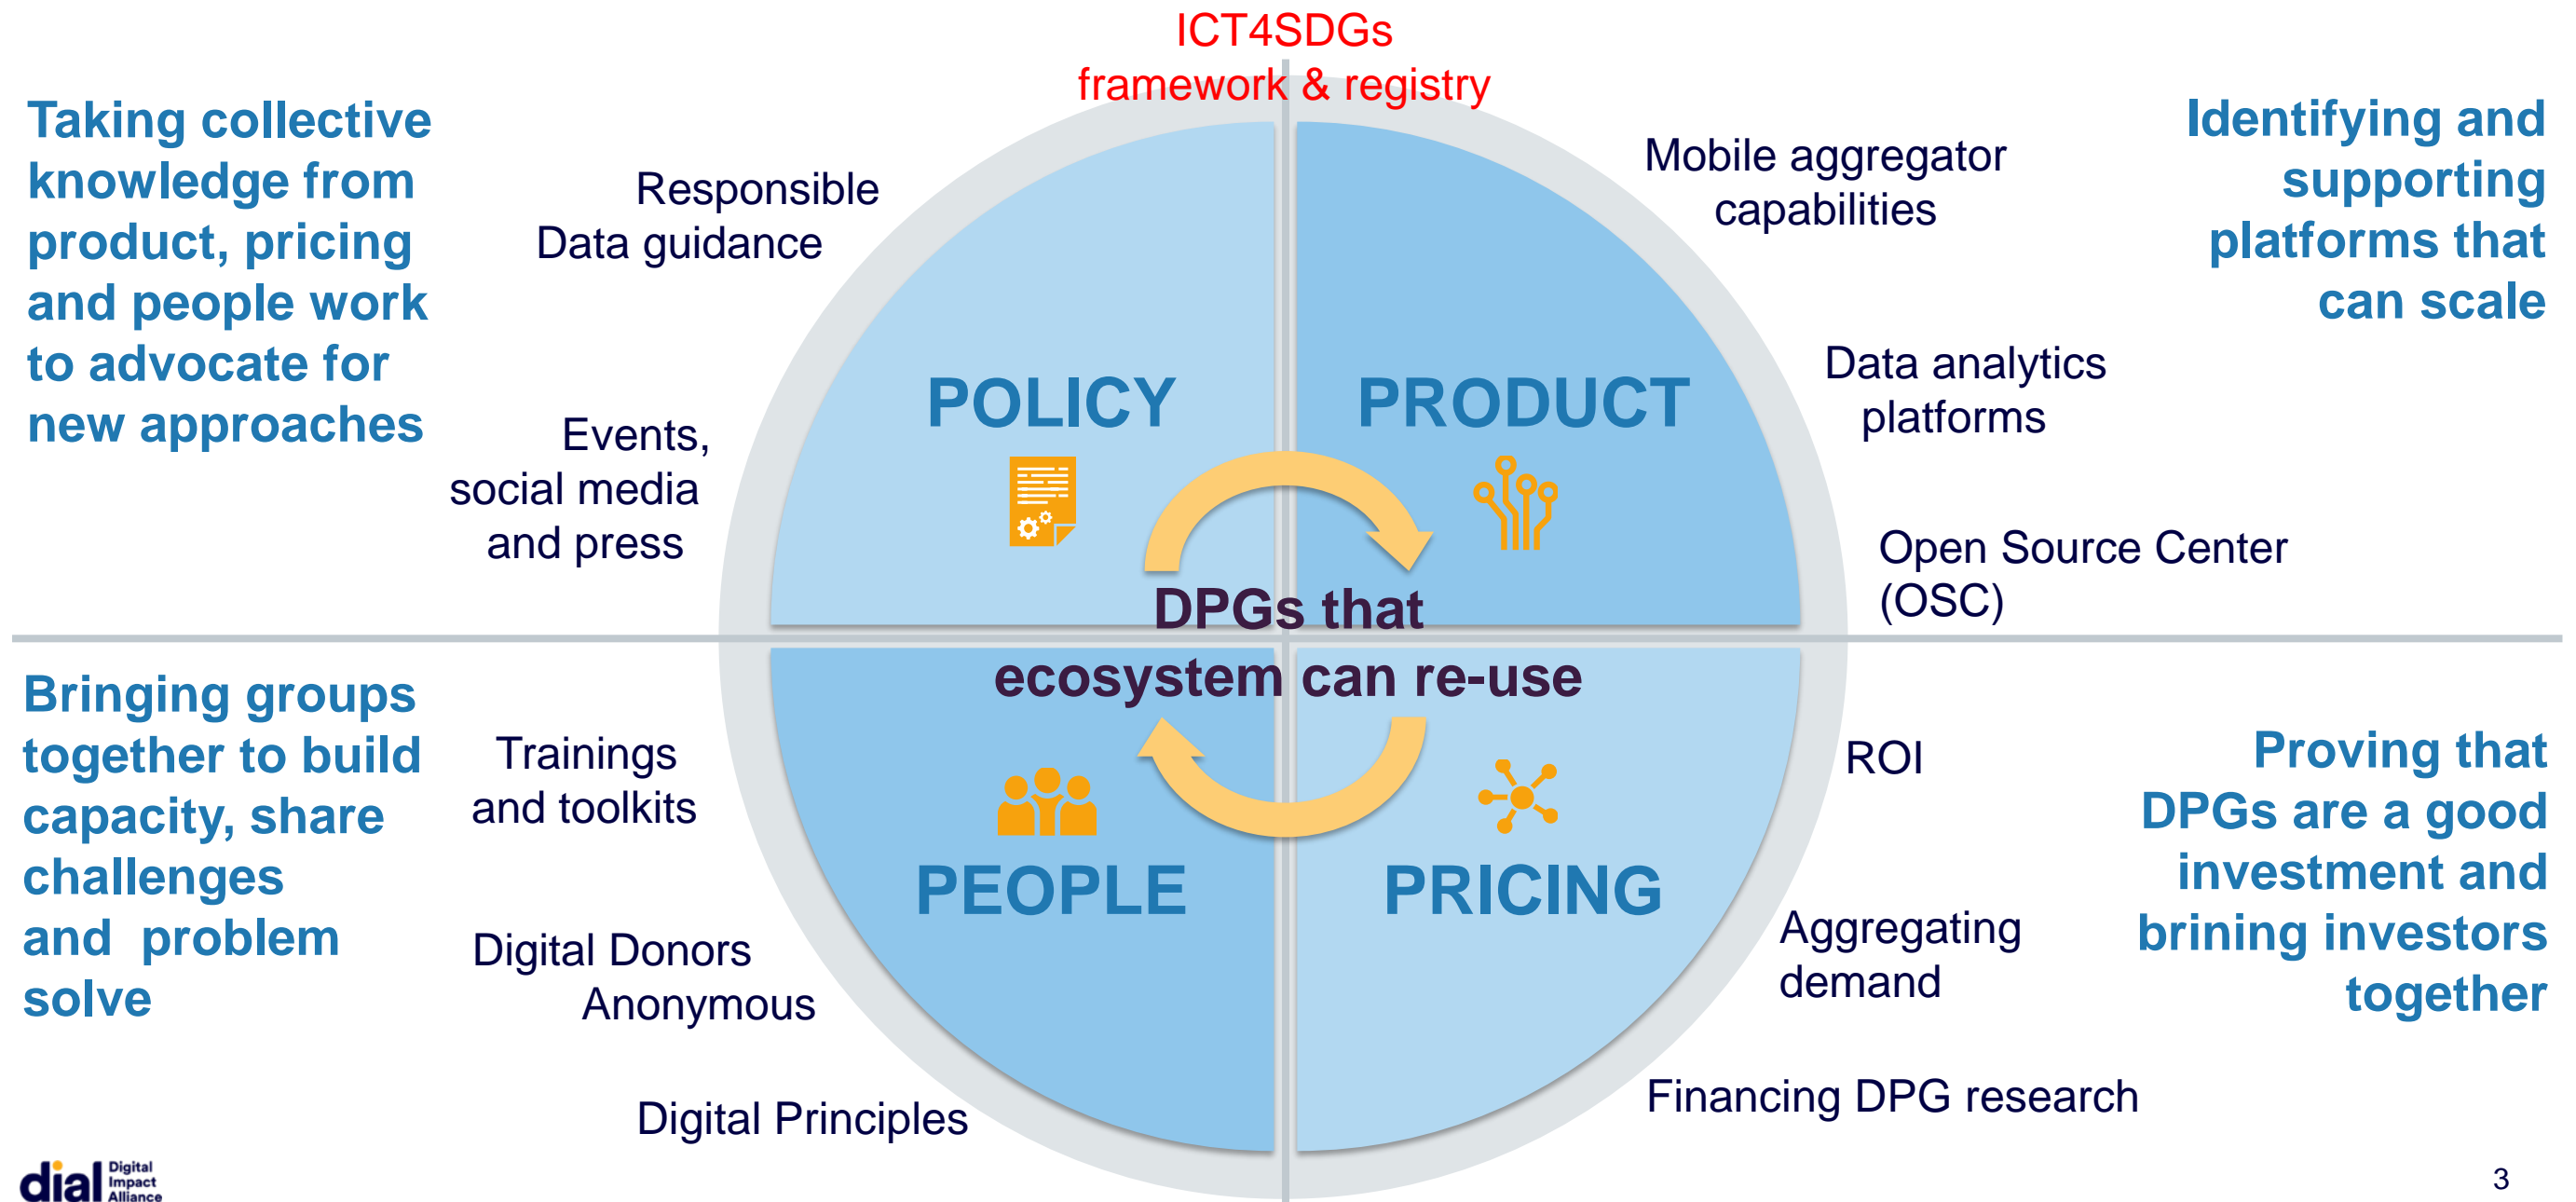 ICT4SDGs
framework & registry
Taking collective
knowledge from
product, pricing
and people work
to advocate for
new approaches
Responsible
Data guidance
Events,
social media
and press
POLICY
PRODUCT
Mobile aggregator
capabilities
Data analytics
platforms
Open Source Center
(OSC)
Identifying and
supporting
platforms that
can scale
DPGs that
ecosystem can re-use
Bringing groups
together to build
capacity, share
challenges
and  problem
solve
Trainings
and toolkits
Digital Donors
Anonymous
Digital Principles
PEOPLE
PRICING
ROI
Aggregating
demand
Financing DPG research
Proving that
DPGs are a good
investment and
brining investors
together
dial
Digital
Impact
Alliance
3